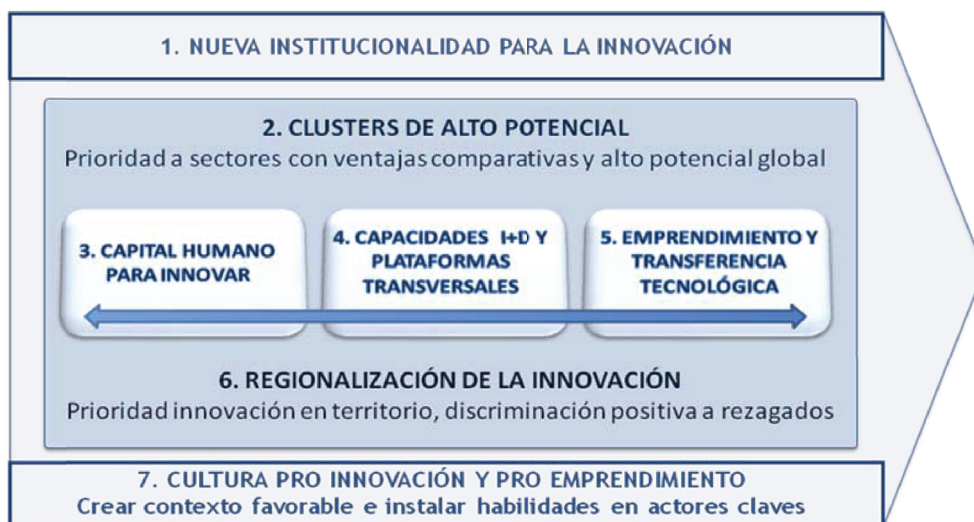 1. NUEVA INSTITUCIONALIDAD PARA LA INNOVACIÓN
2. CLUSTERS DE ALTO POTENCIAL
Prioridad a sectores con ventajas comparativas y alto potencial global
3. CAPITAL HUMANO
PARA INNOVAR
4. CAPACIDADES I+D Y
PLATAFORMAS
TRANSVERSALES
5. EMPRENDIMIENTO Y
TRANSFERENCIA
TECNOLÓGICA
6. REGIONALIZACIÓN DE LA INNOVACIÓN
Prioridad innovación en territorio, discriminación positiva a rezagados
7. CULTURA PRO INNOVACIÓN Y PRO EMPRENDIMIENTO
Crear contexto favorable e instalar habilidades en actores claves